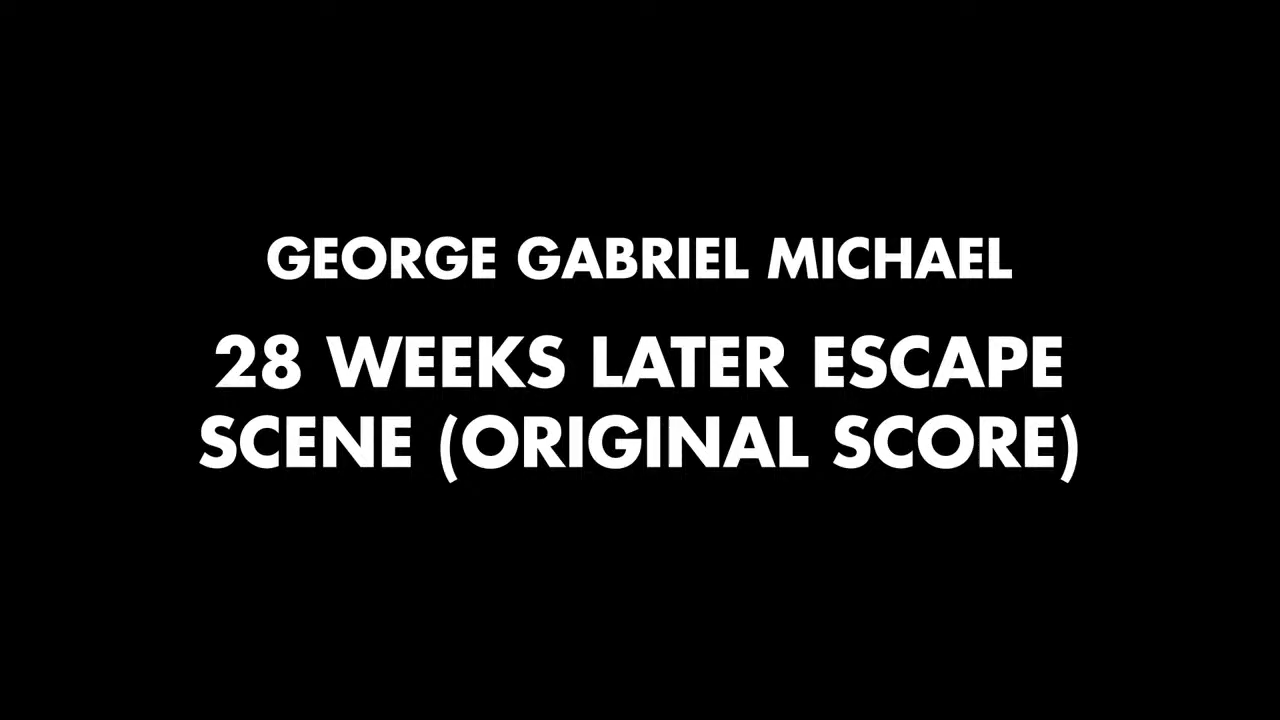 GEORGE GABRIEL MICHAEL
28 WEEKS LATER ESCAPE
SCENE (ORIGINAL SCORE)